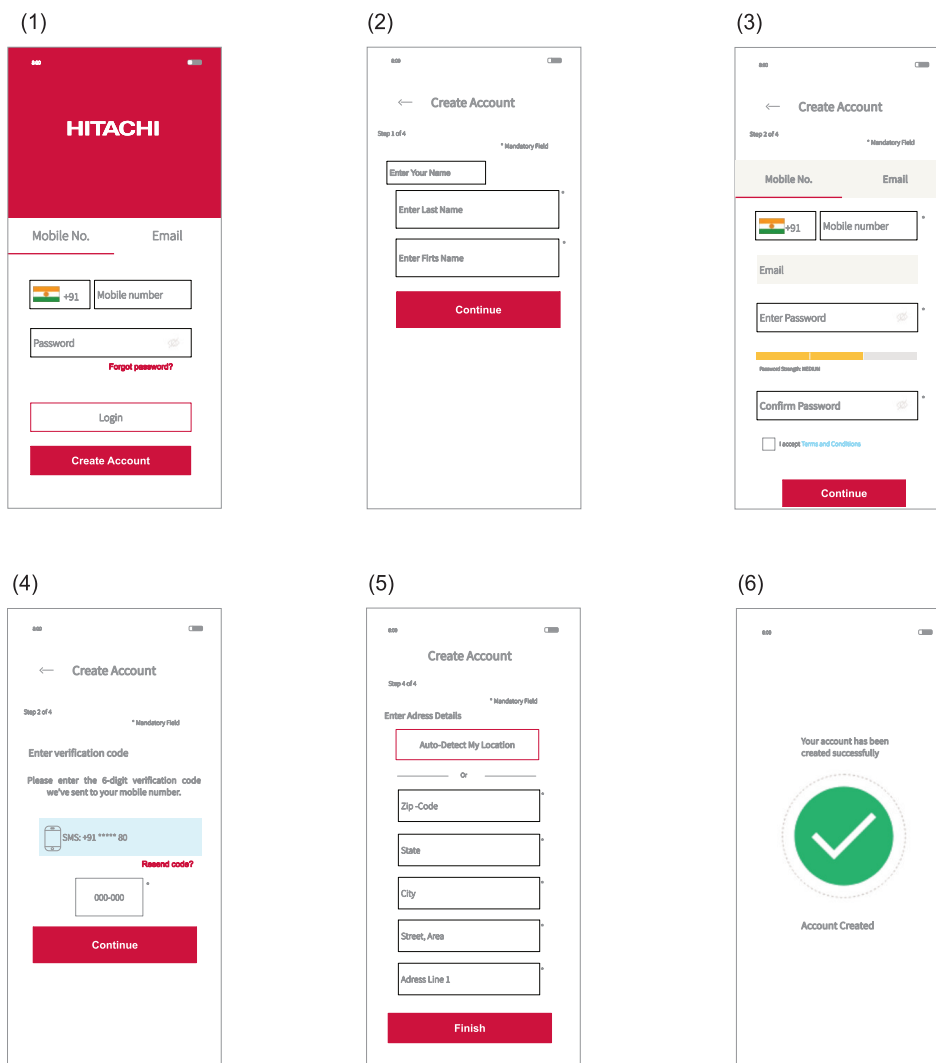 (1)
HITACHI
Mobile No. Email
+91 Mobile number
Password
Forgot password?
Login
Create Account
(2)
Create Account
Step 1 of 4
* Mandatory Field
Enter Your Name
Enter Last Name
*
Enter Firts Name
*
Continue
(3)
Create Account
Step 2 of 4
* Mandatory Field
Mobile No. Email
+91 Mobile number
*
Email
Enter Password
*
Password Strength: MEDIUM
Confirm Password
*
I accept Terms and Conditions
Continue
(4)
Create Account
Step 2 of 4
* Mandatory Field
Enter verification code
Please enter the 6-digit verification code
we've sent to your mobile number.
SMS: +91 ***** 80
Resend code?
000-000
*
Continue
(5)
Create Account
Step 4 of 4
* Mandatory Field
Enter Adress Details
Auto-Detect My Location
Or
Zip -Code
*
State
*
City
*
Street, Area
*
Adress Line 1
*
Finish
(6)
Your account has been
created successfully
Account Created